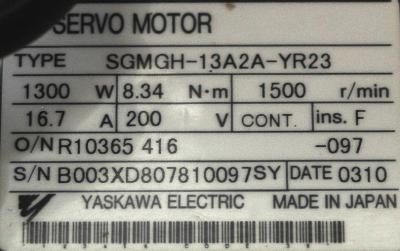 SERVO MOTOR
TYPE SGMGH-13A2A-YR23
1300 W 8.34 N·m 1500 r/min
16.7 A 200 V CONT. ins. F
O/N R10365 416 -097
S/N B003XD807810097SY DATE 0310
YASKAWA ELECTRIC MADE IN JAPAN